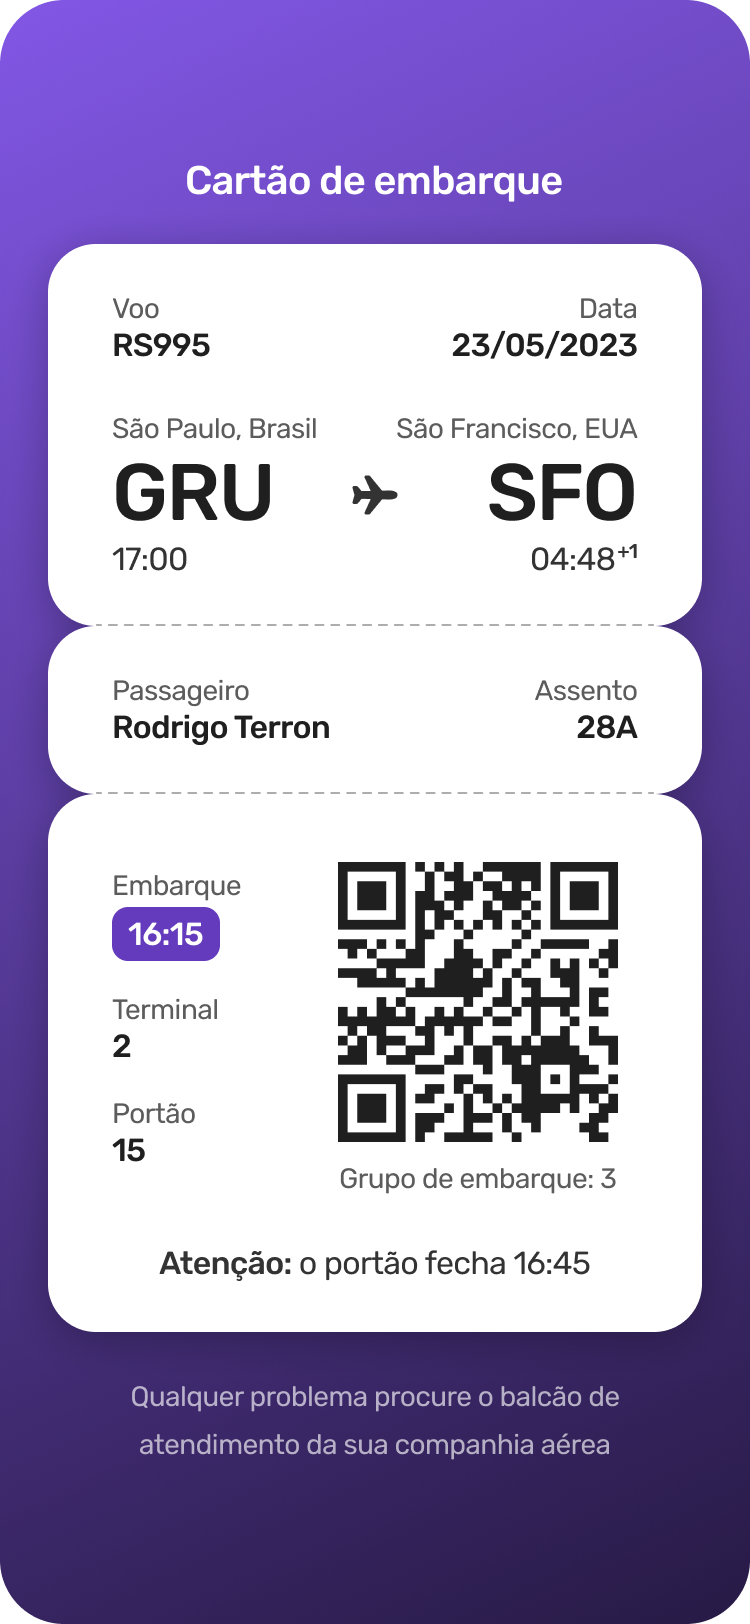 Cartão de embarque
Voo
Data
RS995
23/05/2023
São Paulo, Brasil
São Francisco, EUA
GRU
SFO
17:00
04:48+1
Passageiro
Assento
Rodrigo Terron
28A
Embarque
16:15
Terminal
2
Portão
15
Grupo de embarque: 3
Atenção: o portão fecha 16:45
Qualquer problema procure o balcão de
atendimento da sua companhia aérea